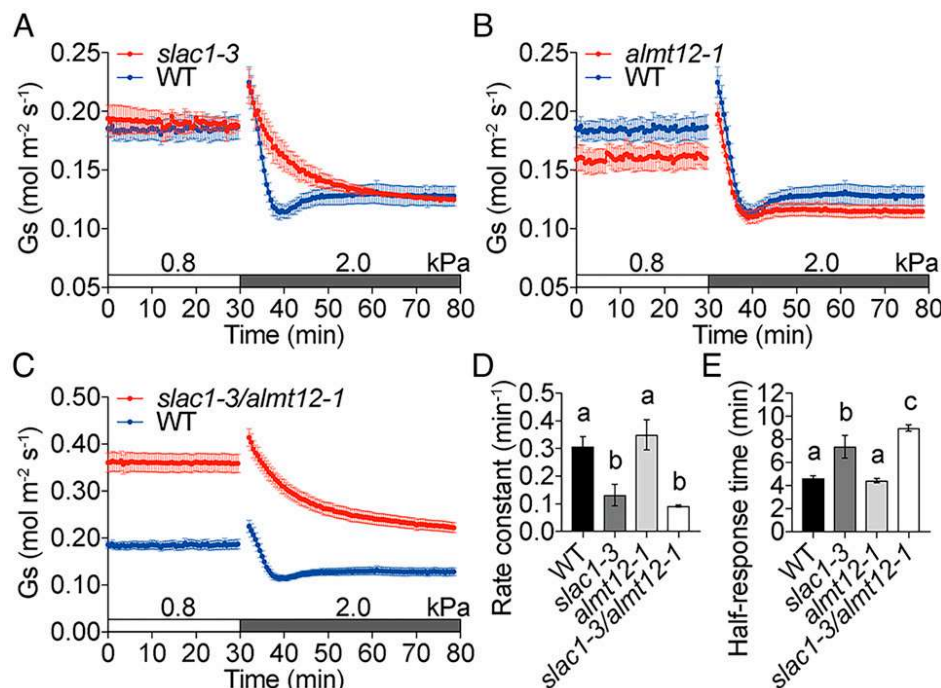 A
slac1-3
WT
Gs (mol m⁻² s⁻¹)
0.25
0.20
0.15
0.10
0.05
0.8
2.0
kPa
0 10 20 30 40 50 60 70 80
Time (min)
B
almt12-1
WT
Gs (mol m⁻² s⁻¹)
0.25
0.20
0.15
0.10
0.05
0.8
2.0
kPa
0 10 20 30 40 50 60 70 80
Time (min)
C
slac1-3/almt12-1
WT
Gs (mol m⁻² s⁻¹)
0.50
0.40
0.30
0.20
0.10
0.00
0.8
2.0
kPa
0 10 20 30 40 50 60 70 80
Time (min)
D
Rate constant (min⁻¹)
0.5
0.4
0.3
0.2
0.1
0.0
a
b
a
b
WT
slac1-3
almt12-1
slac1-3/almt12-1
E
Half-response time (min)
12
10
8
6
4
2
0
a
b
a
c
WT
slac1-3
almt12-1
slac1-3/almt12-1